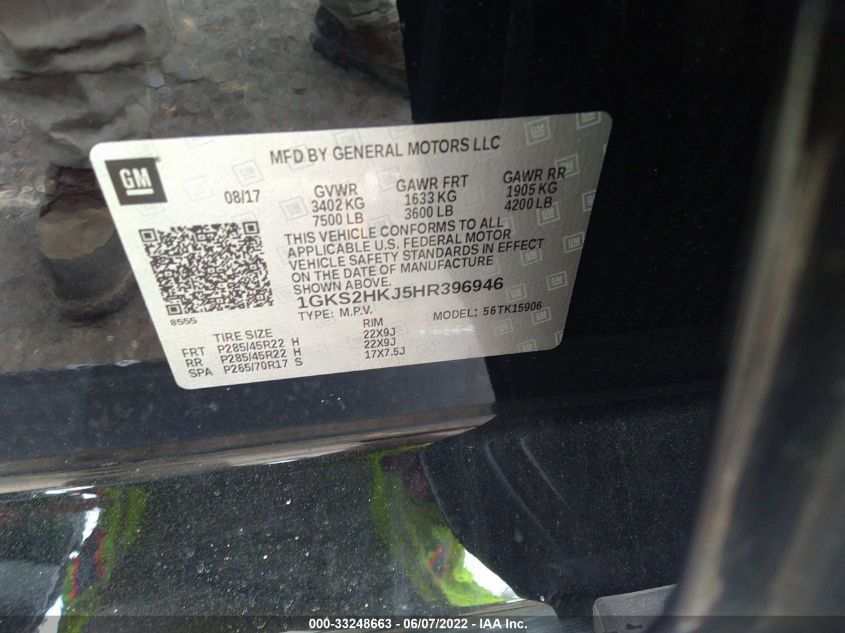 GM
MFD BY GENERAL MOTORS LLC
08/17 GVWR GAWR FRT GAWR RR
3402 KG 1633 KG 1905 KG
7500 LB 3600 LB 4200 LB
THIS VEHICLE CONFORMS TO ALL
APPLICABLE U.S. FEDERAL MOTOR
VEHICLE SAFETY STANDARDS IN EFFECT
ON THE DATE OF MANUFACTURE
SHOWN ABOVE.
1GKS2HKJ5HR396946
8555
TYPE: M.P.V. MODEL: 56TK15906
TIRE SIZE RIM
FRT P285/45R22 H 22X9J
RR P285/45R22 H 22X9J
SPA P265/70R17 S 17X7.5J
000--33248663 - 06/07/2022 - IAA Inc.